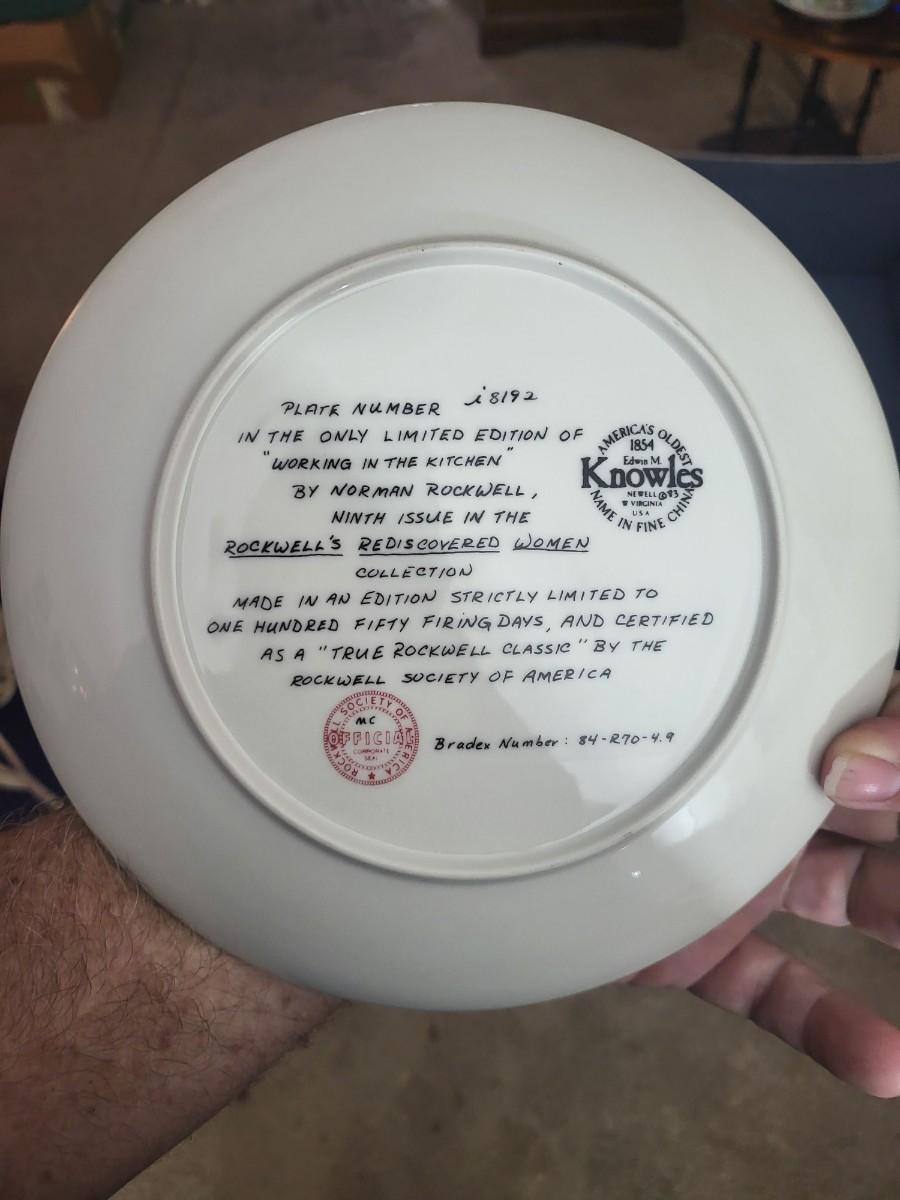 PLATE NUMBER i8192
IN THE ONLY LIMITED EDITION OF
"WORKING IN THE KITCHEN"
BY NORMAN ROCKWELL,
NINTH ISSUE IN THE
ROCKWELL'S REDISCOVERED WOMEN
COLLECTION
MADE IN AN EDITION STRICTLY LIMITED TO
ONE HUNDRED FIFTY FIRING DAYS, AND CERTIFIED
AS A "TRUE ROCKWELL CLASSIC" BY THE
ROCKWELL SOCIETY OF AMERICA
AMERICA'S OLDEST
1854
Edwin M.
Knowles
NEWELL © 83
W VIRGINIA
USA
NAME IN FINE CHINA
ROCKWELL SOCIETY OF AMERICA
MC
OFFICIAL
CORPORATE
SEAL
Bradex Number: 84-R70-4.9